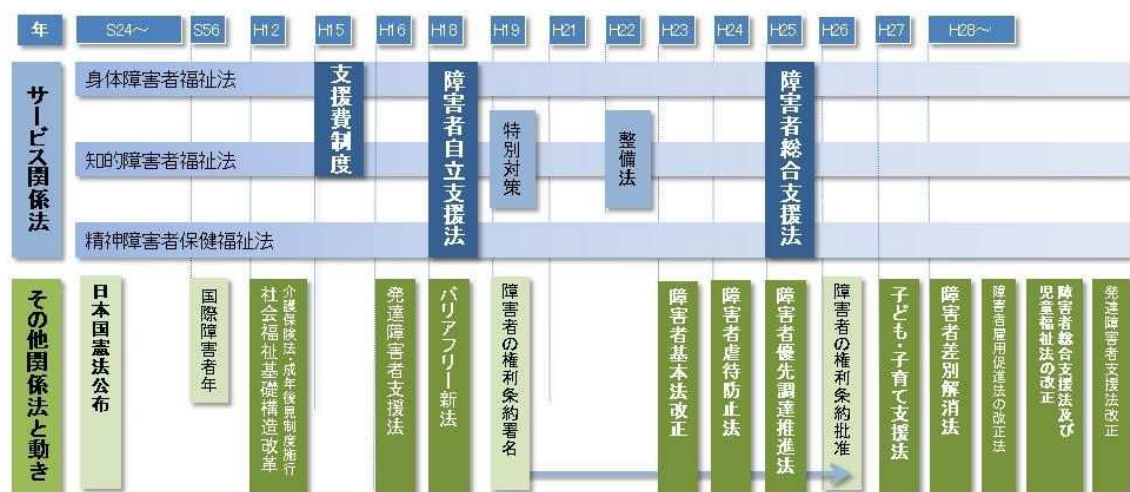 年
S24～
S56
H12
H15
H16
H18
H19
H21
H22
H23
H24
H25
H26
H27
H28～
サービス関係法
身体障害者福祉法
知的障害者福祉法
精神障害者保健福祉法
支援費制度
障害者自立支援法
特別対策
整備法
障害者総合支援法
その他関係法と動き
日本国憲法公布
国際障害者年
介護保険法・成年後見制度施行
社会福祉基礎構造改革
発達障害者支援法
バリアフリー新法
障害者の権利条約署名
障害者基本法改正
障害者虐待防止法
障害者優先調達推進法
障害者の権利条約批准
子ども・子育て支援法
障害者差別解消法
障害者雇用促進法の改正法
障害者総合支援法及び
児童福祉法の改正
発達障害者支援法改正